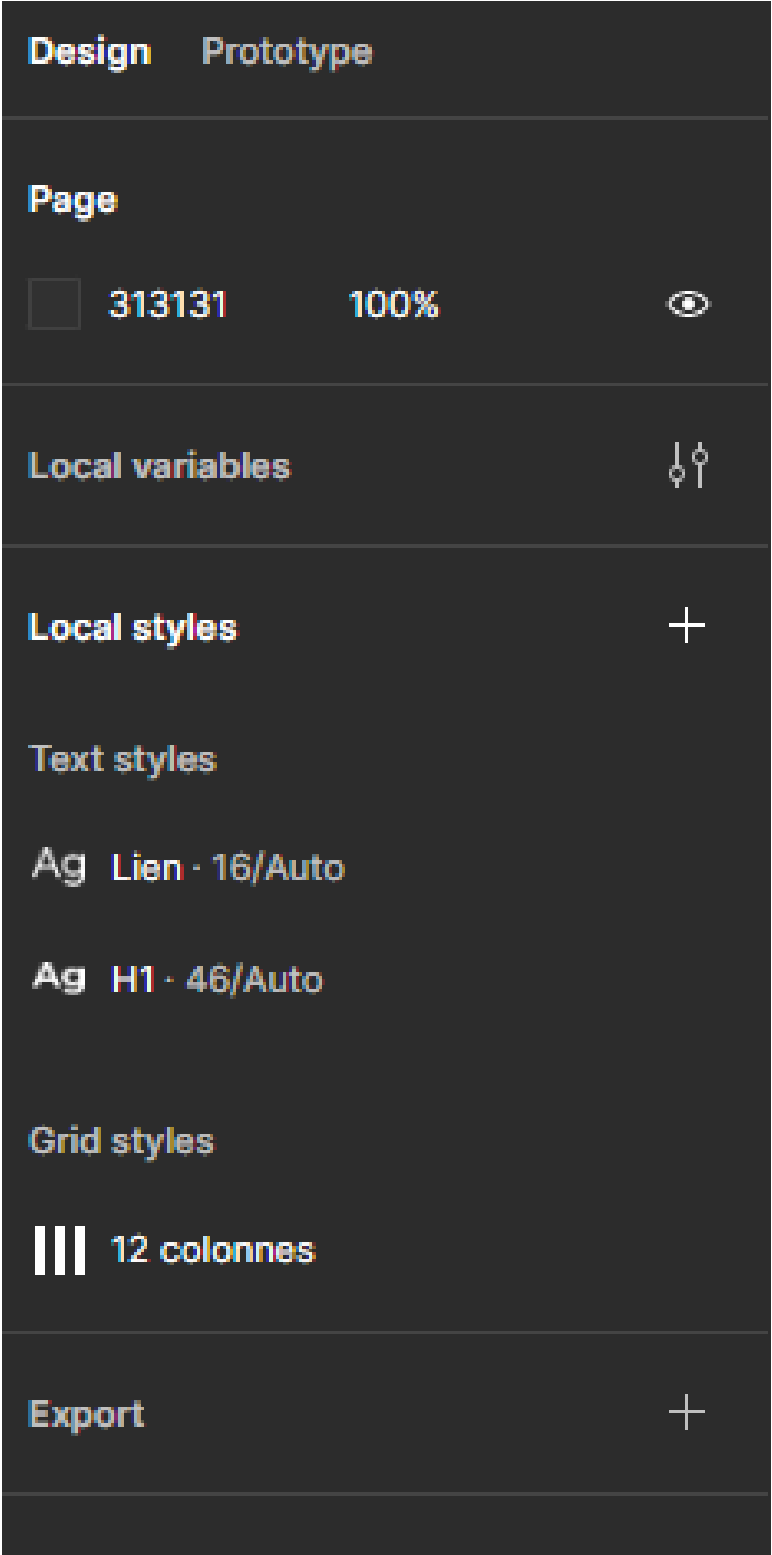 Design Prototype
Page
313131 100%
Local variables
Local styles
Text styles
Ag Lien · 16/Auto
Ag H1 · 46/Auto
Grid styles
12 colonnes
Export